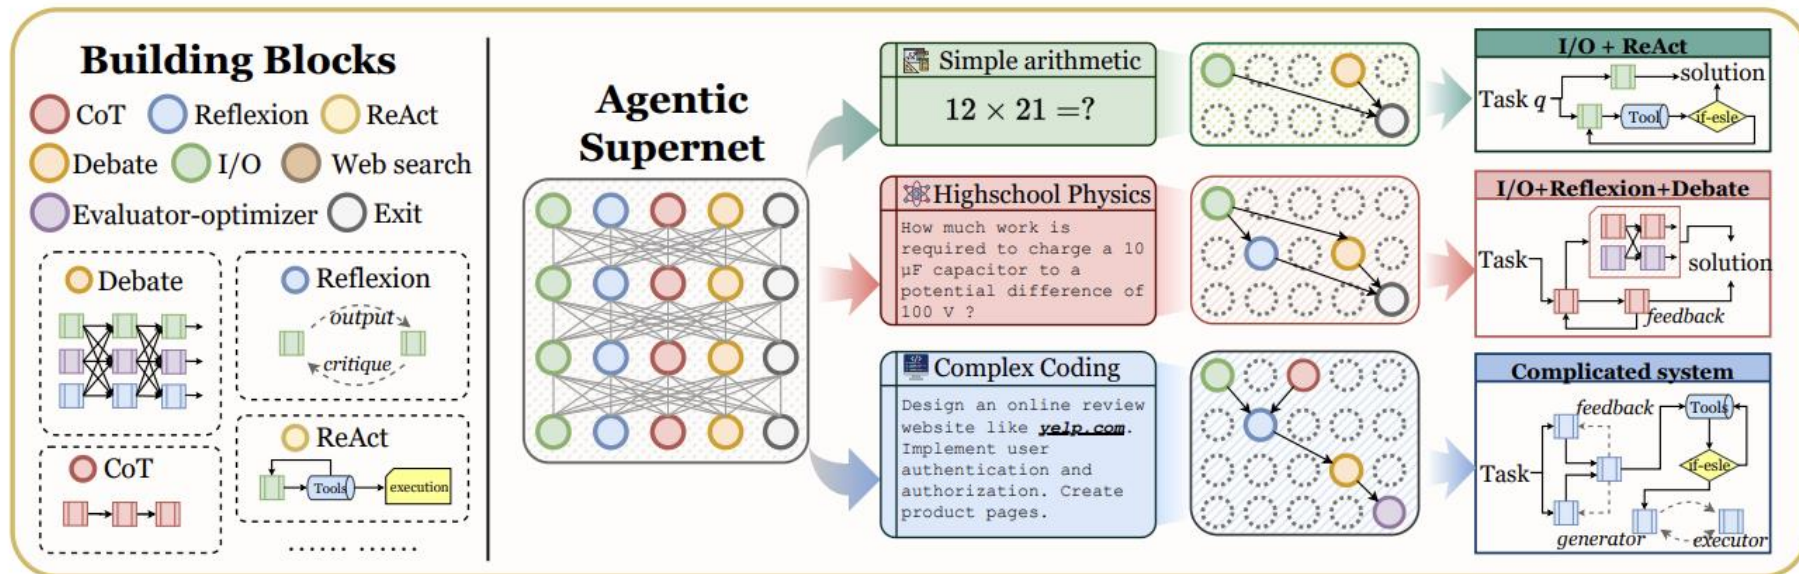 Building Blocks
CoT
Reflexion
ReAct
Debate
I/O
Web search
Evaluator-optimizer
Exit
Debate
Reflexion
output
critique
CoT
ReAct
Tools
execution
...... ......
Agentic
Supernet
Simple arithmetic
12 × 21 =?
Highschool Physics
How much work is
required to charge a 10
μF capacitor to a
potential difference of
100 V ?
Complex Coding
Design an online review
website like yelp.com.
Implement user
authentication and
authorization. Create
product pages.
I/O + ReAct
Task q
solution
Tool
if-esle
I/O+Reflexion+Debate
Task
solution
feedback
Complicated system
feedback
Tools
Task
if-esle
generator
executor